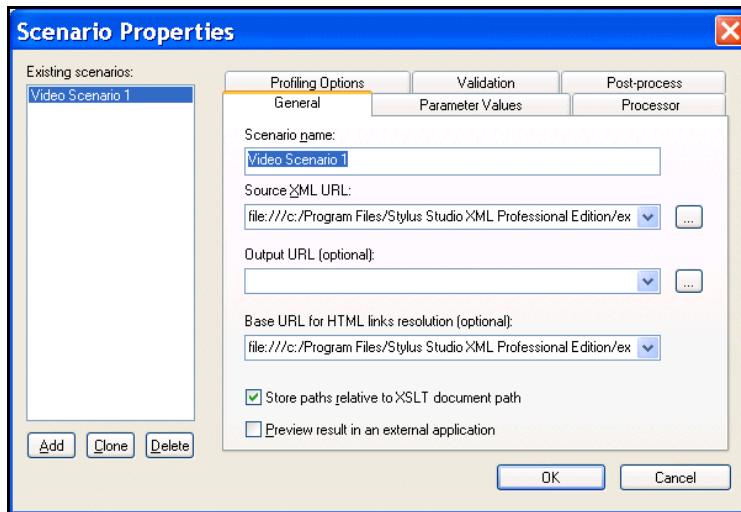 Scenario Properties
Existing scenarios:
Video Scenario 1
Profiling Options
Validation
Post-process
General
Parameter Values
Processor
Scenario name:
Video Scenario 1
Source XML URL:
file:///c:/Program Files/Stylus Studio XML Professional Edition/ex
...
Output URL (optional):
...
Base URL for HTML links resolution (optional):
file:///c:/Program Files/Stylus Studio XML Professional Edition/ex
Store paths relative to XSLT document path
Preview result in an external application
Add
Clone
Delete
OK
Cancel